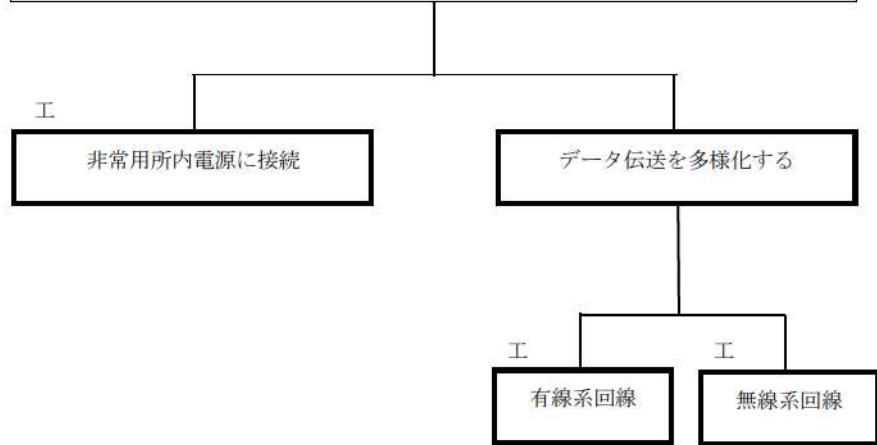 工
非常用所内電源に接続
データ伝送を多様化する
工
工
有線系回線
無線系回線